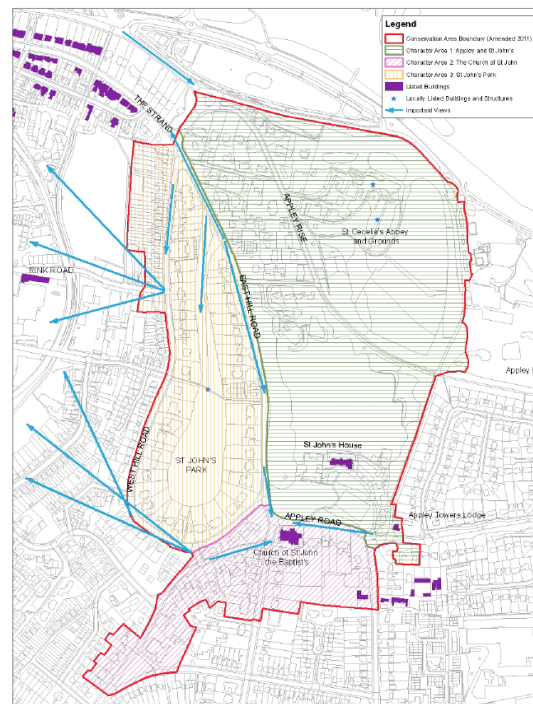 Legend
Conservation Area Boundary (Amended 2011)
Character Area 1: Appley and St John's
Character Area 2: The Church of St John
Character Area 3: St John's Park
Listed Buildings
Locally Listed Buildings and Structures
Important Views
THE STRAND
APPLEY RISE
St Cecelia's Abbey
and Grounds
RINK ROAD
EAST HILL ROAD
Appley
St John's House
ST JOHN'S
PARK
WEST HILL ROAD
APPLEY ROAD
Appley Towers Lodge
Church of St John
the Baptist's